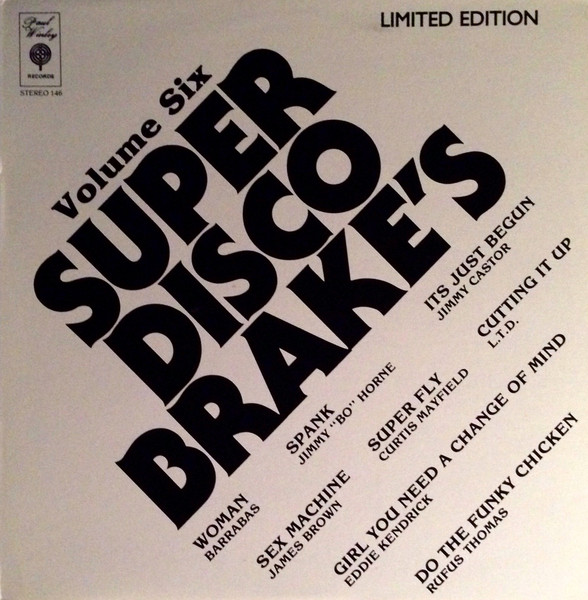 Paul
Winley
RECORDS
STEREO 146
LIMITED EDITION
Volume Six
SUPER
DISCO
BRAKE'S
ITS JUST BEGUN
JIMMY CASTOR
CUTTING IT UP
L.T.D.
SPANK
JIMMY "BO" HORNE
SUPER FLY
CURTIS MAYFIELD
WOMAN
BARRABAS
SEX MACHINE
JAMES BROWN
GIRL YOU NEED A CHANGE OF MIND
EDDIE KENDRICK
DO THE FUNKY CHICKEN
RUFUS THOMAS